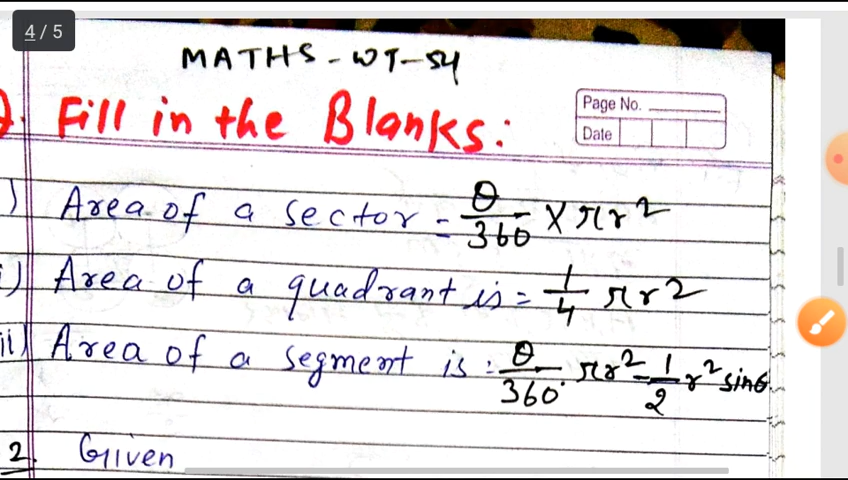 4/5
MATHS-WT-54
Page No.
Date
Fill in the Blanks:
) Area of a sector = θ/360 × πr²
i) Area of a quadrant is = 1/4 πr²
ii) Area of a segment is : θ/360 . πr² - 1/2 r² sinθ
2. Given